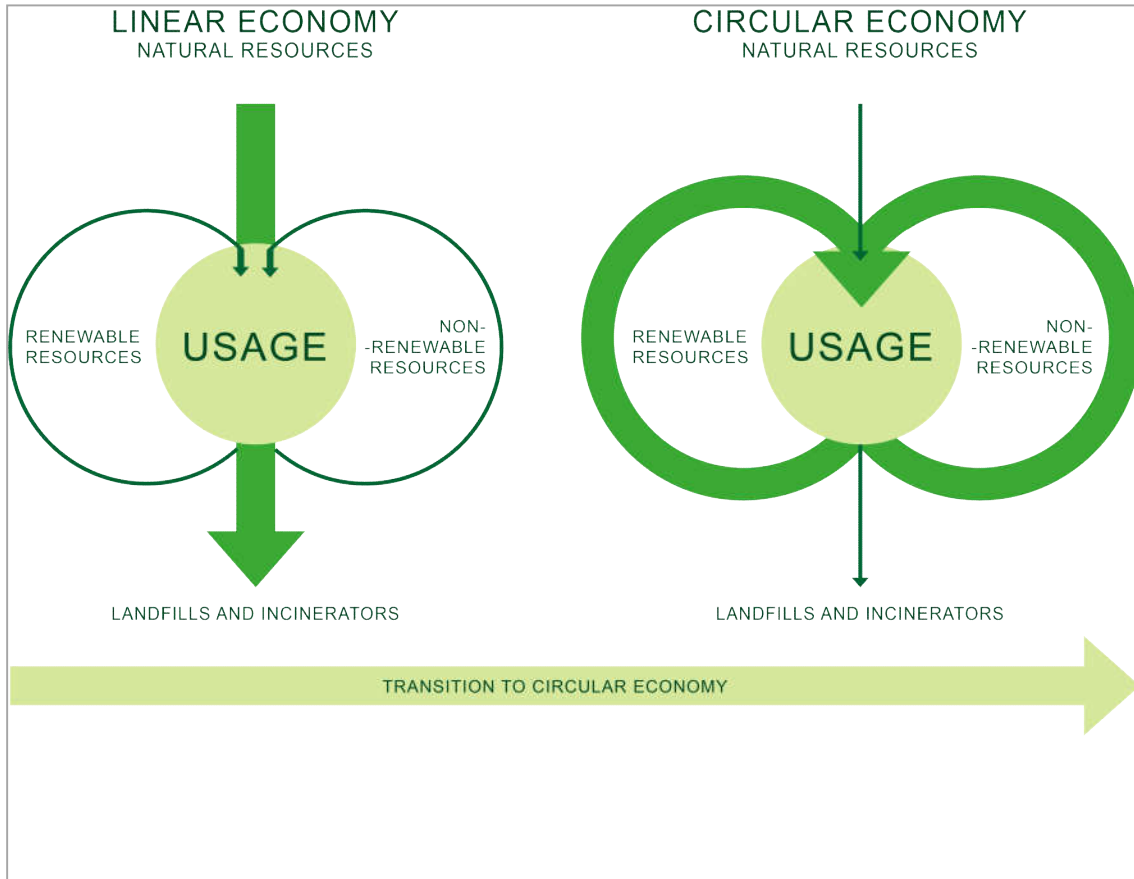 LINEAR ECONOMY
NATURAL RESOURCES
RENEWABLE
RESOURCES
USAGE
NON-
-RENEWABLE
RESOURCES
LANDFILLS AND INCINERATORS
CIRCULAR ECONOMY
NATURAL RESOURCES
RENEWABLE
RESOURCES
USAGE
NON-
-RENEWABLE
RESOURCES
LANDFILLS AND INCINERATORS
TRANSITION TO CIRCULAR ECONOMY